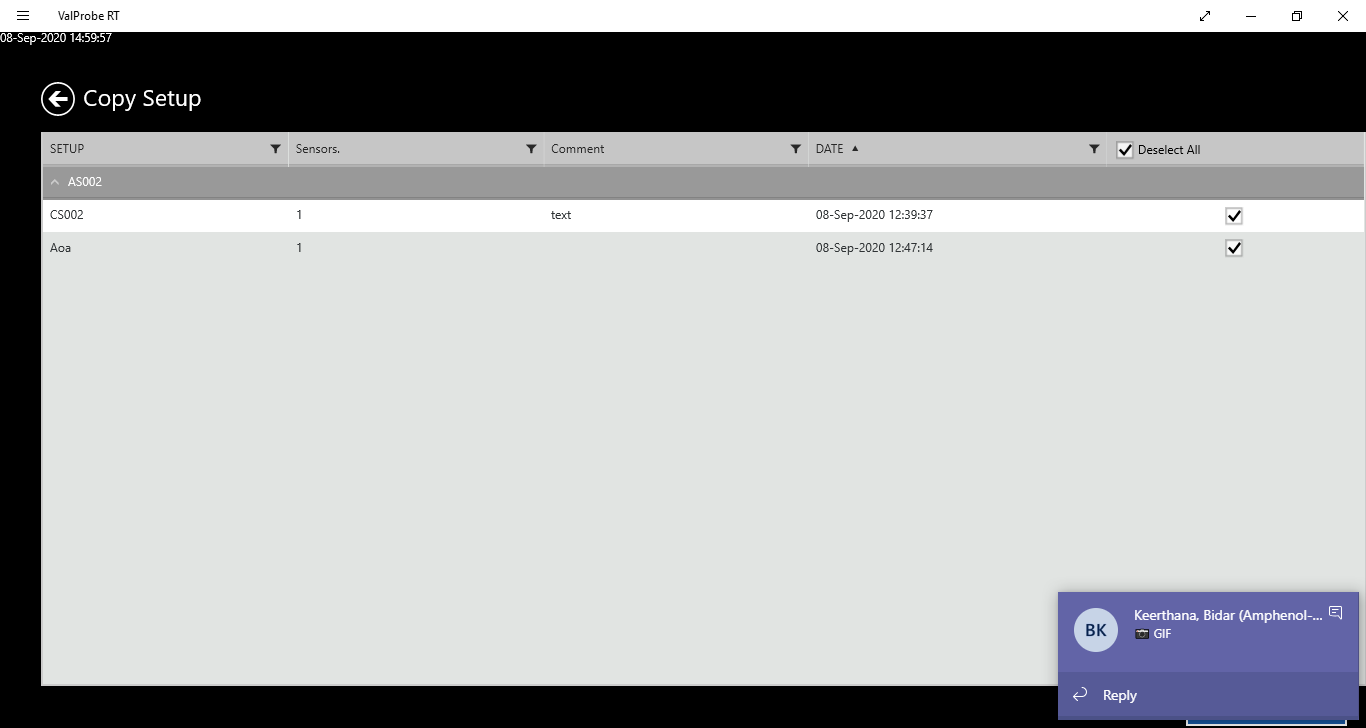 ValProbe RT
08-Sep-2020 14:59:57
Copy Setup
SETUP Sensors. Comment DATE Deselect All
AS002
CS002 1 text 08-Sep-2020 12:39:37
Aoa 1 08-Sep-2020 12:47:14
BK
Keerthana, Bidar (Amphenol-...
GIF
Reply